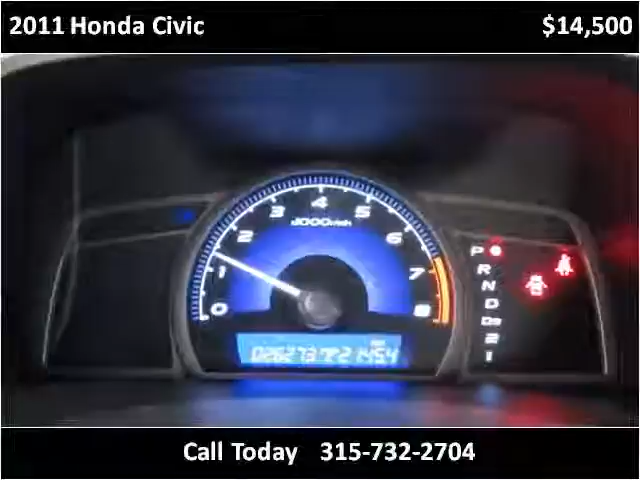 2011 Honda Civic $14,500
4
3 5
x1000r/min
2 6
P
1 7 R
N
0 8 D
D3
2
1
Call Today 315-732-2704